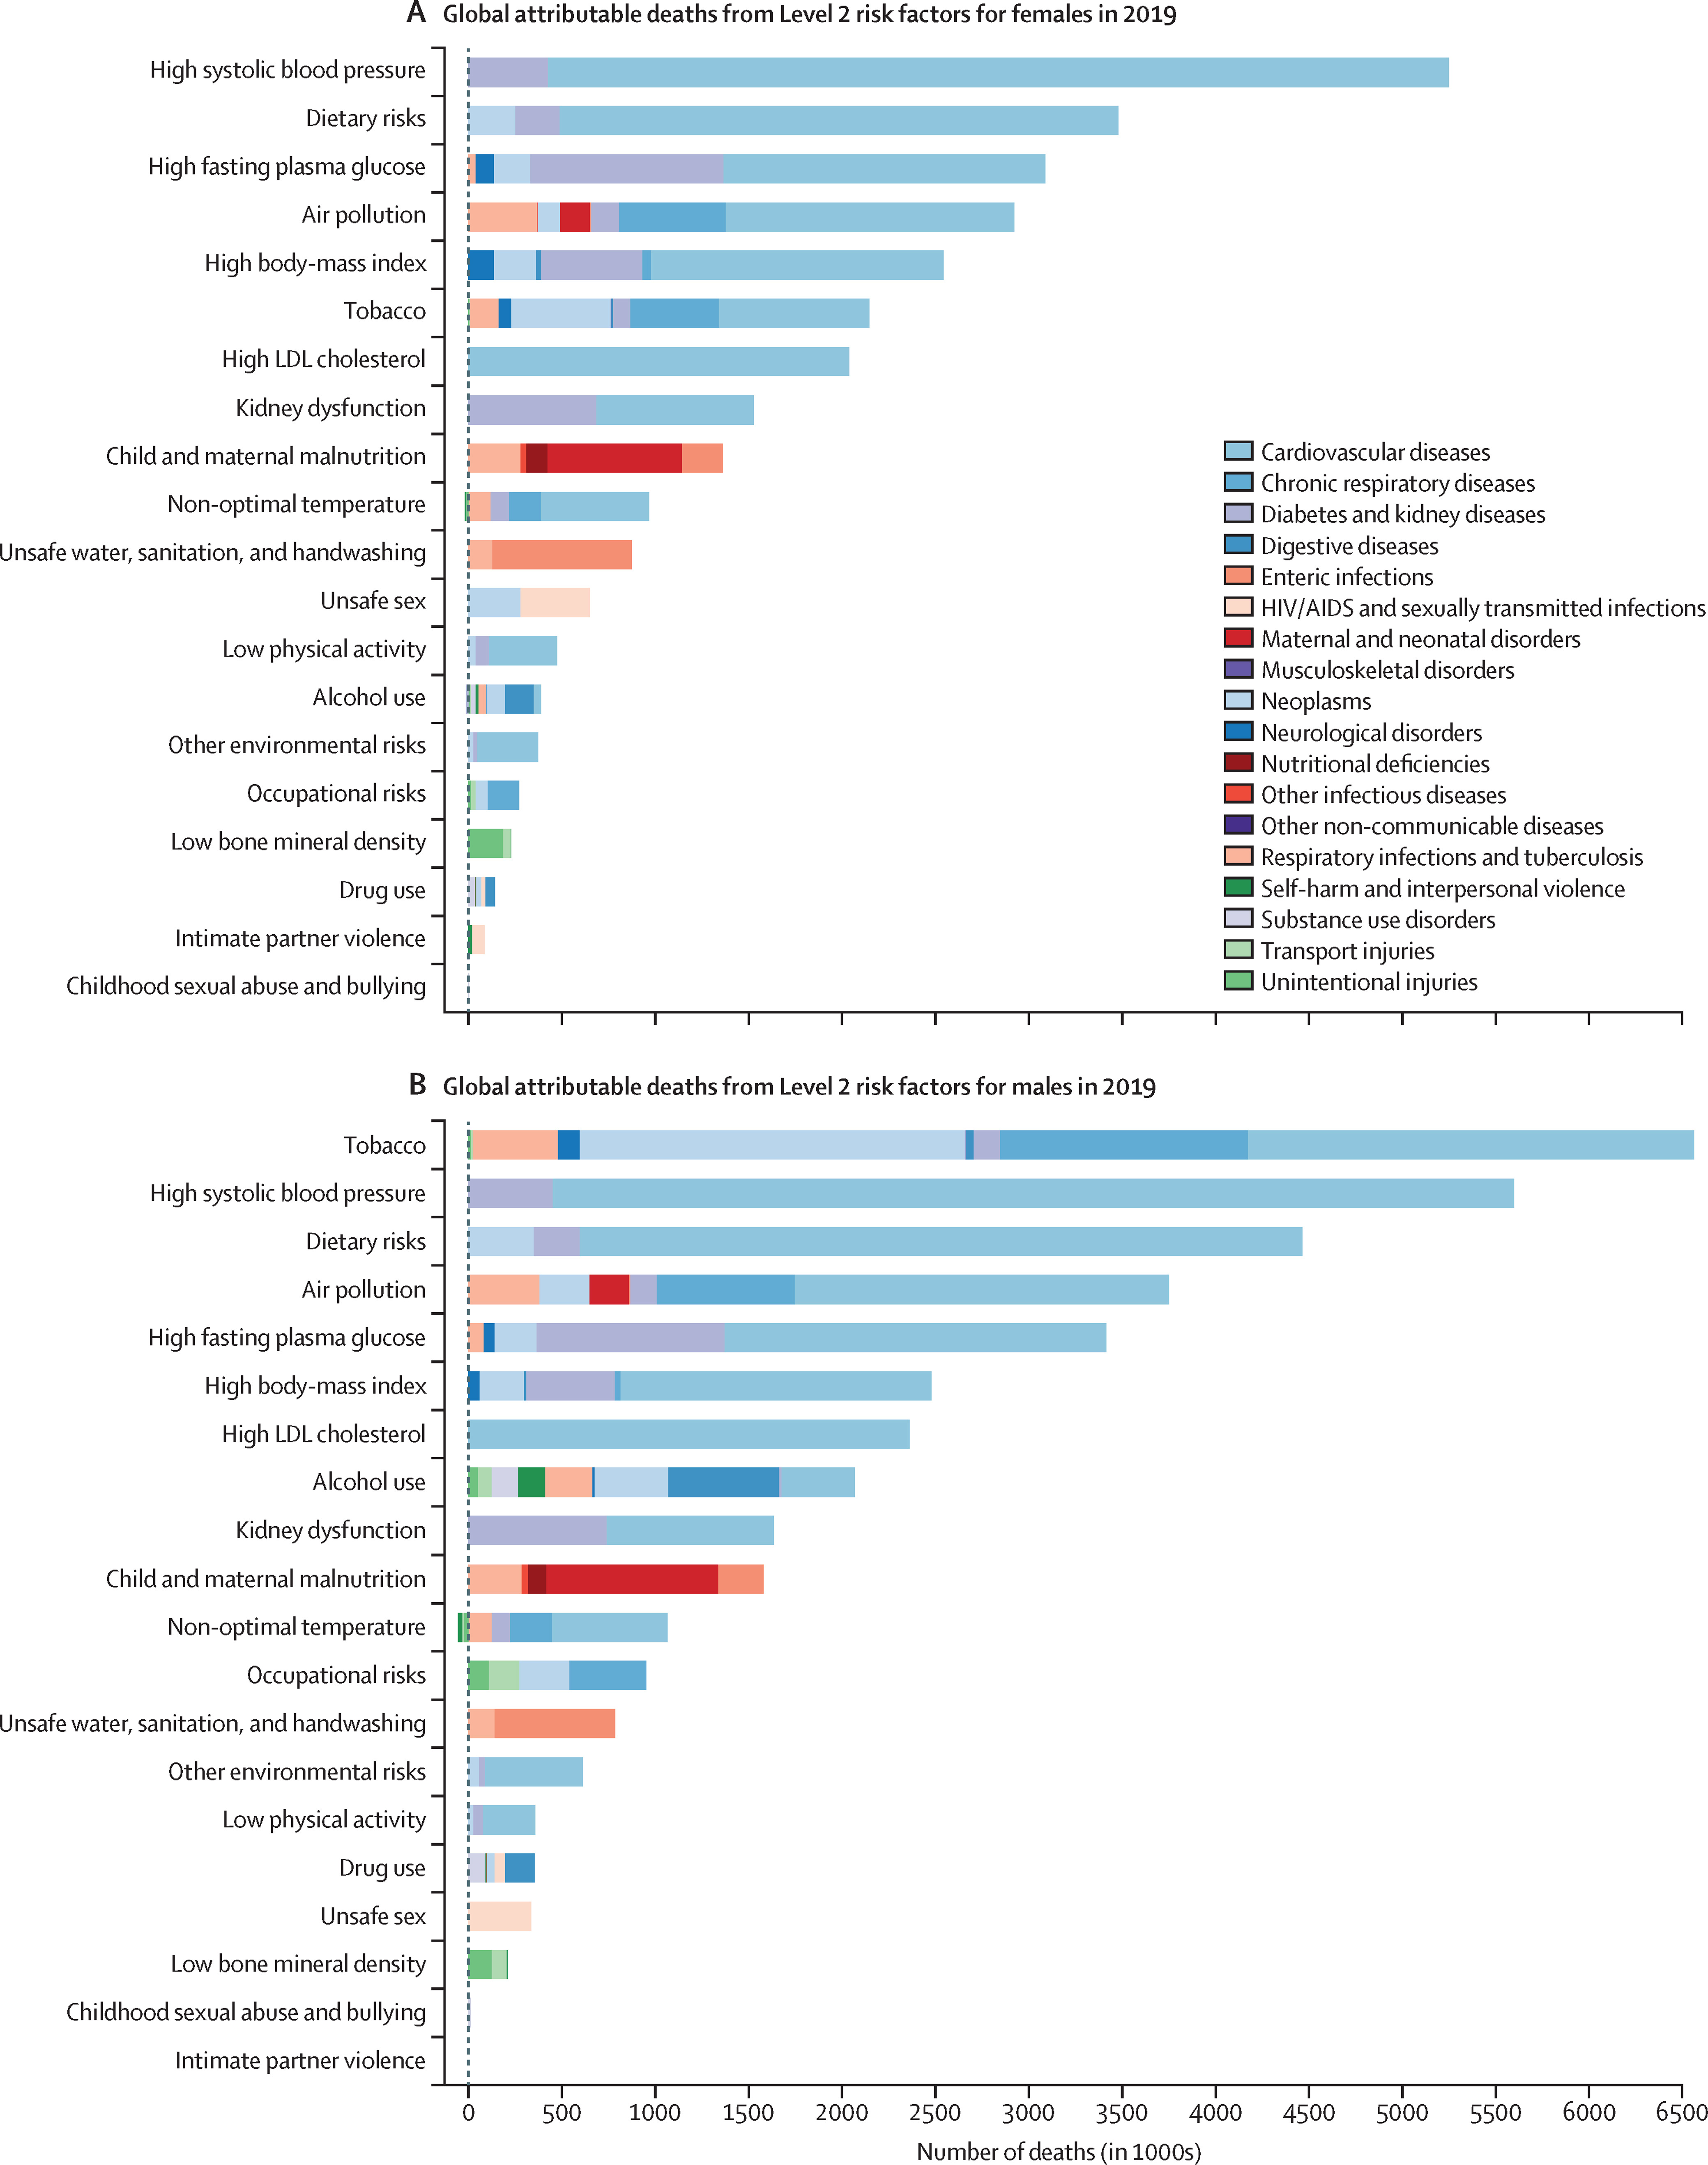 A Global attributable deaths from Level 2 risk factors for females in 2019
High systolic blood pressure
Dietary risks
High fasting plasma glucose
Air pollution
High body-mass index
Tobacco
High LDL cholesterol
Kidney dysfunction
Child and maternal malnutrition
Non-optimal temperature
Unsafe water, sanitation, and handwashing
Unsafe sex
Low physical activity
Alcohol use
Other environmental risks
Occupational risks
Low bone mineral density
Drug use
Intimate partner violence
Childhood sexual abuse and bullying
Cardiovascular diseases
Chronic respiratory diseases
Diabetes and kidney diseases
Digestive diseases
Enteric infections
HIV/AIDS and sexually transmitted infections
Maternal and neonatal disorders
Musculoskeletal disorders
Neoplasms
Neurological disorders
Nutritional deficiencies
Other infectious diseases
Other non-communicable diseases
Respiratory infections and tuberculosis
Self-harm and interpersonal violence
Substance use disorders
Transport injuries
Unintentional injuries
B Global attributable deaths from Level 2 risk factors for males in 2019
Tobacco
High systolic blood pressure
Dietary risks
Air pollution
High fasting plasma glucose
High body-mass index
High LDL cholesterol
Alcohol use
Kidney dysfunction
Child and maternal malnutrition
Non-optimal temperature
Occupational risks
Unsafe water, sanitation, and handwashing
Other environmental risks
Low physical activity
Drug use
Unsafe sex
Low bone mineral density
Childhood sexual abuse and bullying
Intimate partner violence
0 500 1000 1500 2000 2500 3000 3500 4000 4500 5000 5500 6000 6500
Number of deaths (in 1000s)